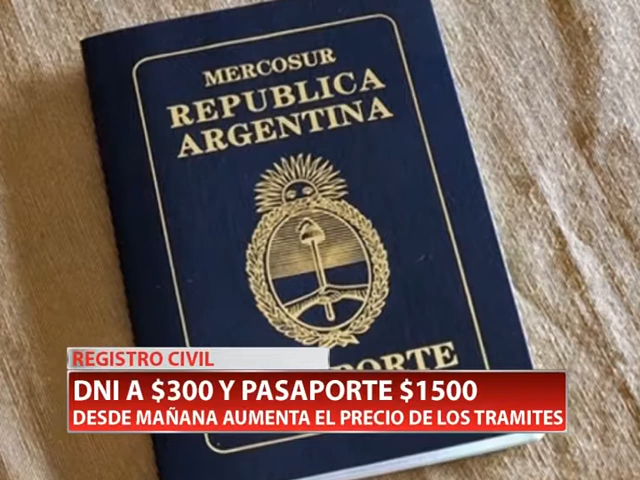 MERCOSUR
REPUBLICA
ARGENTINA
PORTE
REGISTRO CIVIL
DNI A $300 Y PASAPORTE $1500
DESDE MAÑANA AUMENTA EL PRECIO DE LOS TRAMITES